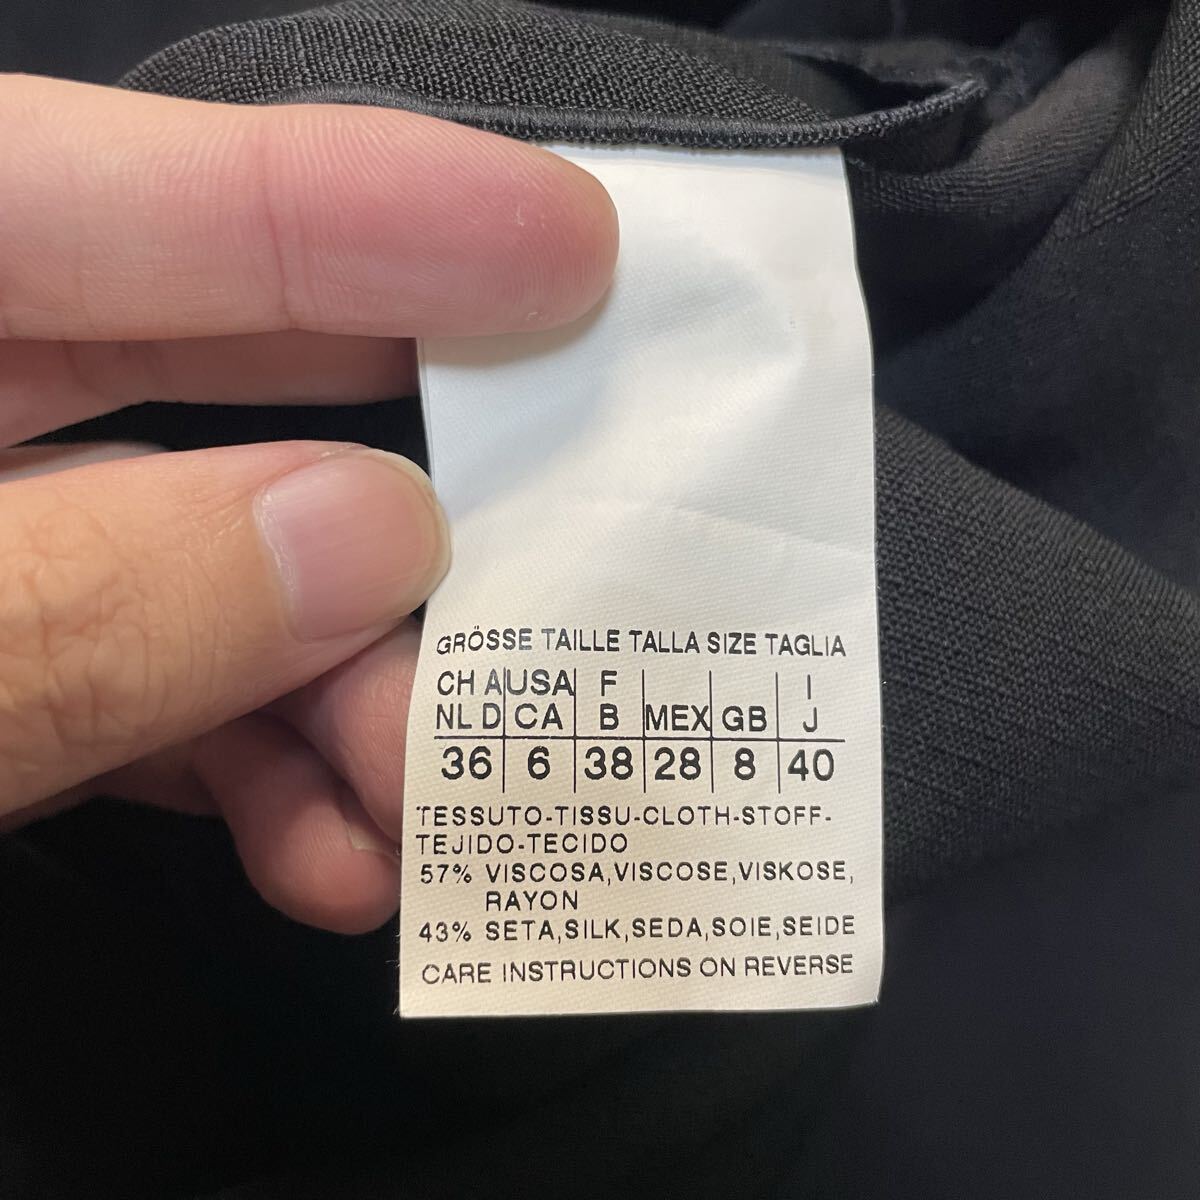 GRÖSSE TAILLE TALLA SIZE TAGLIA
CH A USA F I
NL D CA B MEX GB J
36 6 38 28 8 40
TESSUTO-TISSU-CLOTH-STOFF-
TEJIDO-TECIDO
57% VISCOSA,VISCOSE,VISKOSE,
RAYON
43% SETA,SILK,SEDA,SOIE,SEIDE
CARE INSTRUCTIONS ON REVERSE